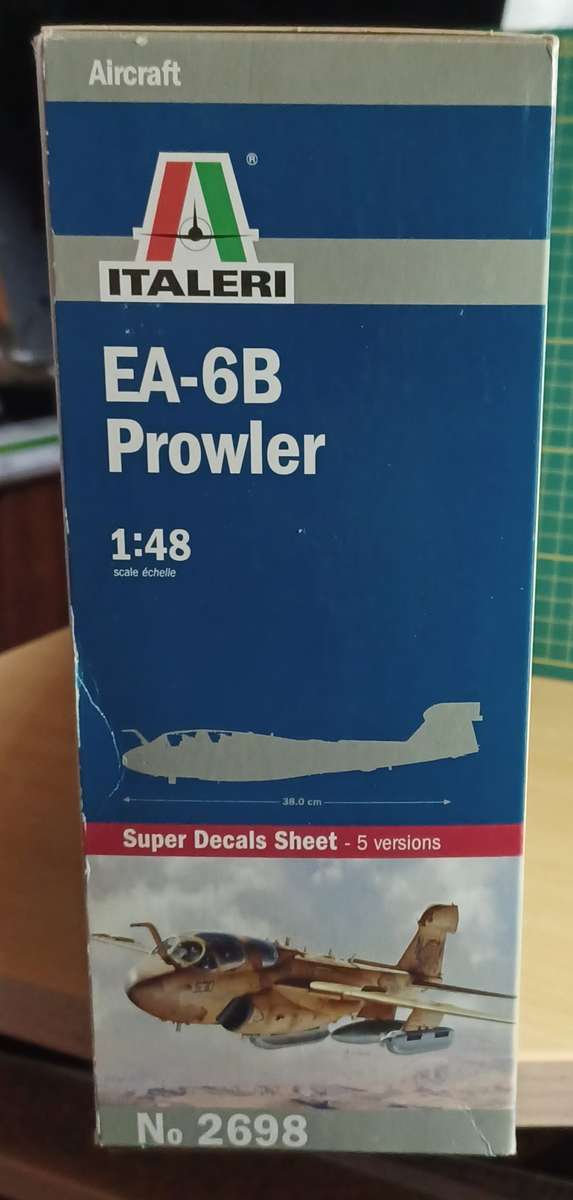 Aircraft
®
ITALERI
EA-6B
Prowler
1:48
scale échelle
38.0 cm
Super Decals Sheet - 5 versions
No 2698